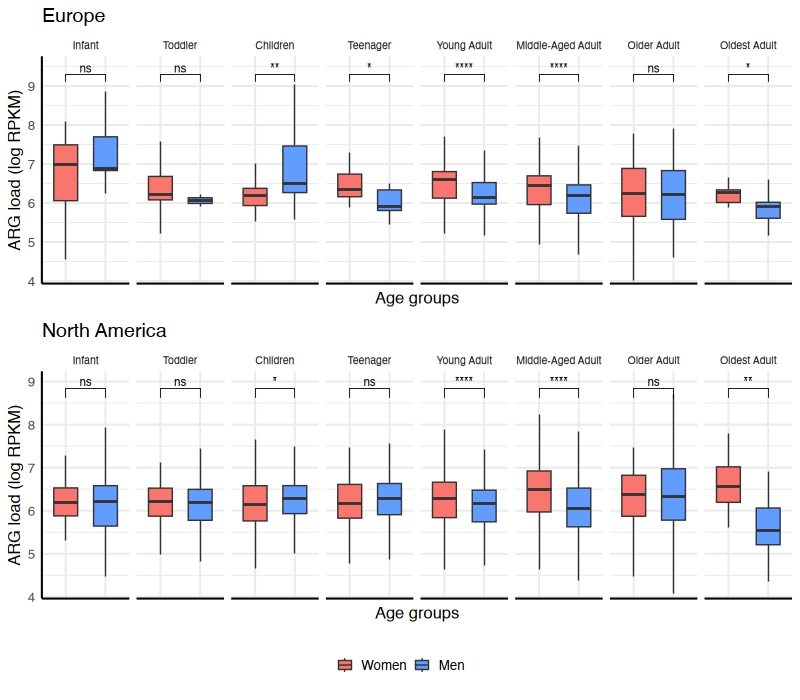 Europe
Infant Toddler Children Teenager Young Adult Middle-Aged Adult Older Adult Oldest Adult
ns ns ** * **** **** ns *
9
8
7
6
5
4
ARG load (log RPKM)
Age groups
North America
Infant Toddler Children Teenager Young Adult Middle-Aged Adult Older Adult Oldest Adult
ns ns * ns **** **** ns **
9
8
7
6
5
4
ARG load (log RPKM)
Age groups
Women Men